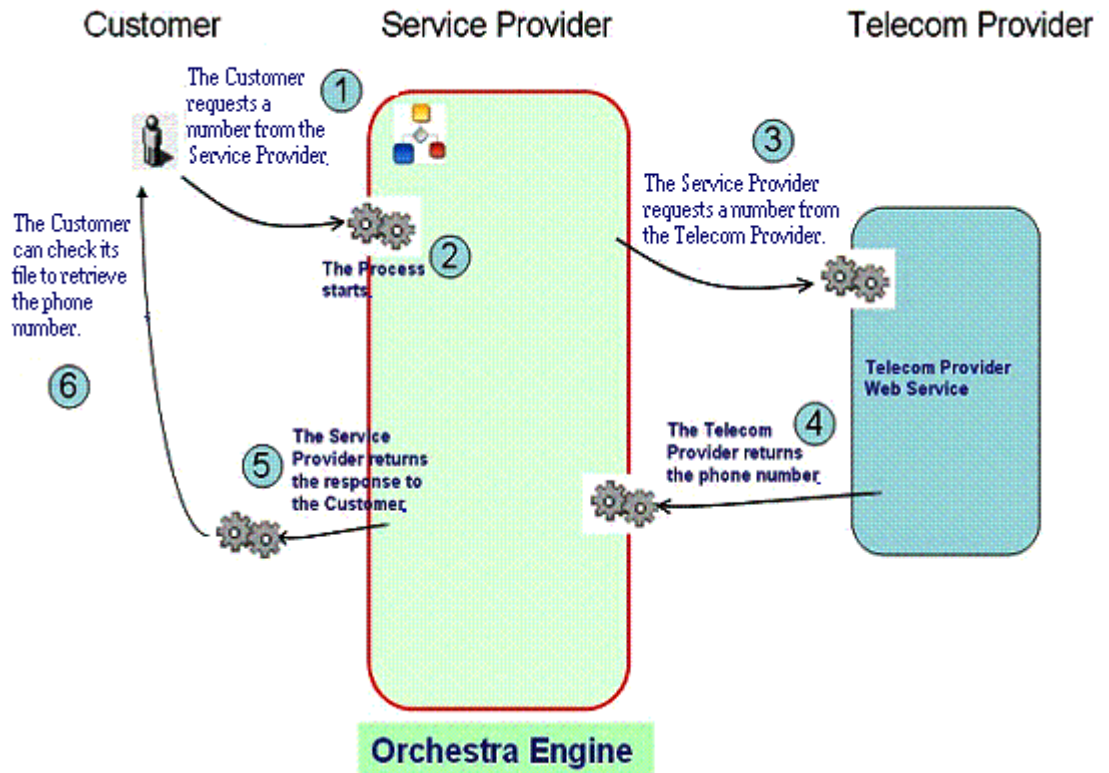 Customer
Service Provider
Telecom Provider
The Customer
requests a
number from the
Service Provider.
1
2
The Process
starts.
3
The Service Provider
requests a number from
the Telecom Provider.
Telecom Provider
Web Service
4
The Telecom
Provider returns
the phone number.
5
The Service
Provider returns
the response to
the Customer.
The Customer
can check its
file to retrieve
the phone
number.
6
Orchestra Engine